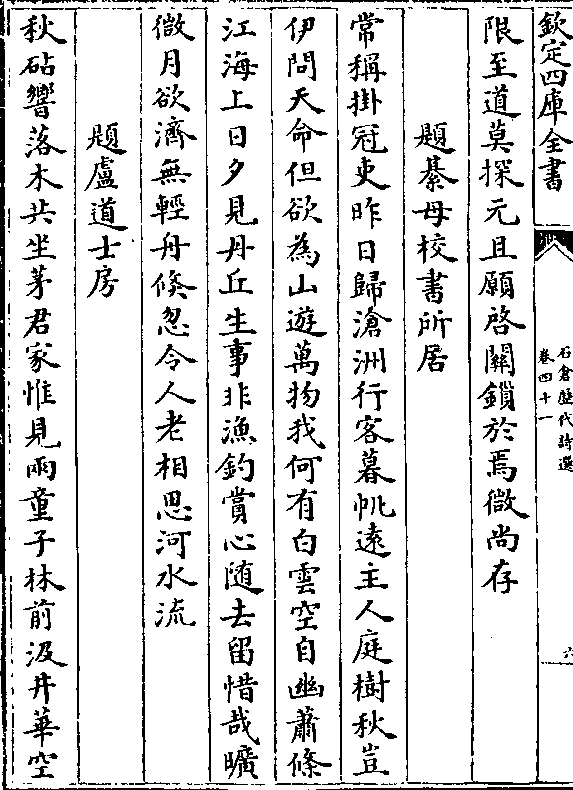 欽定四庫全書
石倉歷代詩選
卷四十一
六
限至道莫探元且願啓關鎖於焉微尚存
題綦母校書所居
常稱掛冠吏昨日歸滄洲行客暮帆遠主人庭樹秋豈
伊問天命但欲為山遊萬物我何有白雲空自幽蕭條
江海上日夕見丹丘生事非漁釣賞心随去留惜哉曠
微月欲濟無輕舟倐忽令人老相思河水流
題盧道士房
秋砧響落木共坐茅君家惟見兩童子林前汲井華空